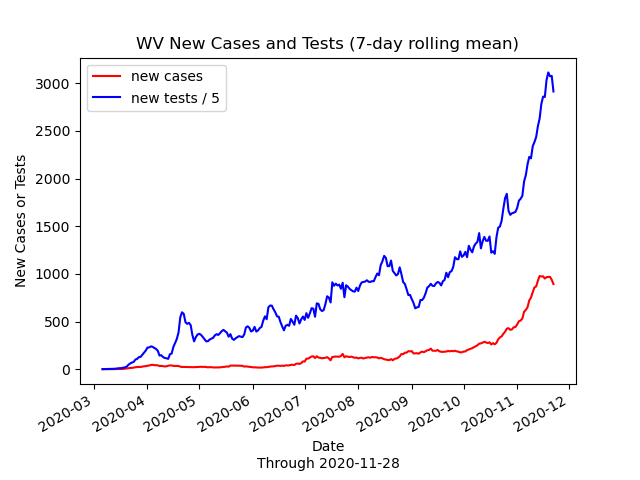 WV New Cases and Tests (7-day rolling mean)
new cases
new tests / 5
3000
2500
2000
1500
1000
500
0
New Cases or Tests
2020-03
2020-04
2020-05
2020-06
2020-07
2020-08
2020-09
2020-10
2020-11
2020-12
Date
Through 2020-11-28